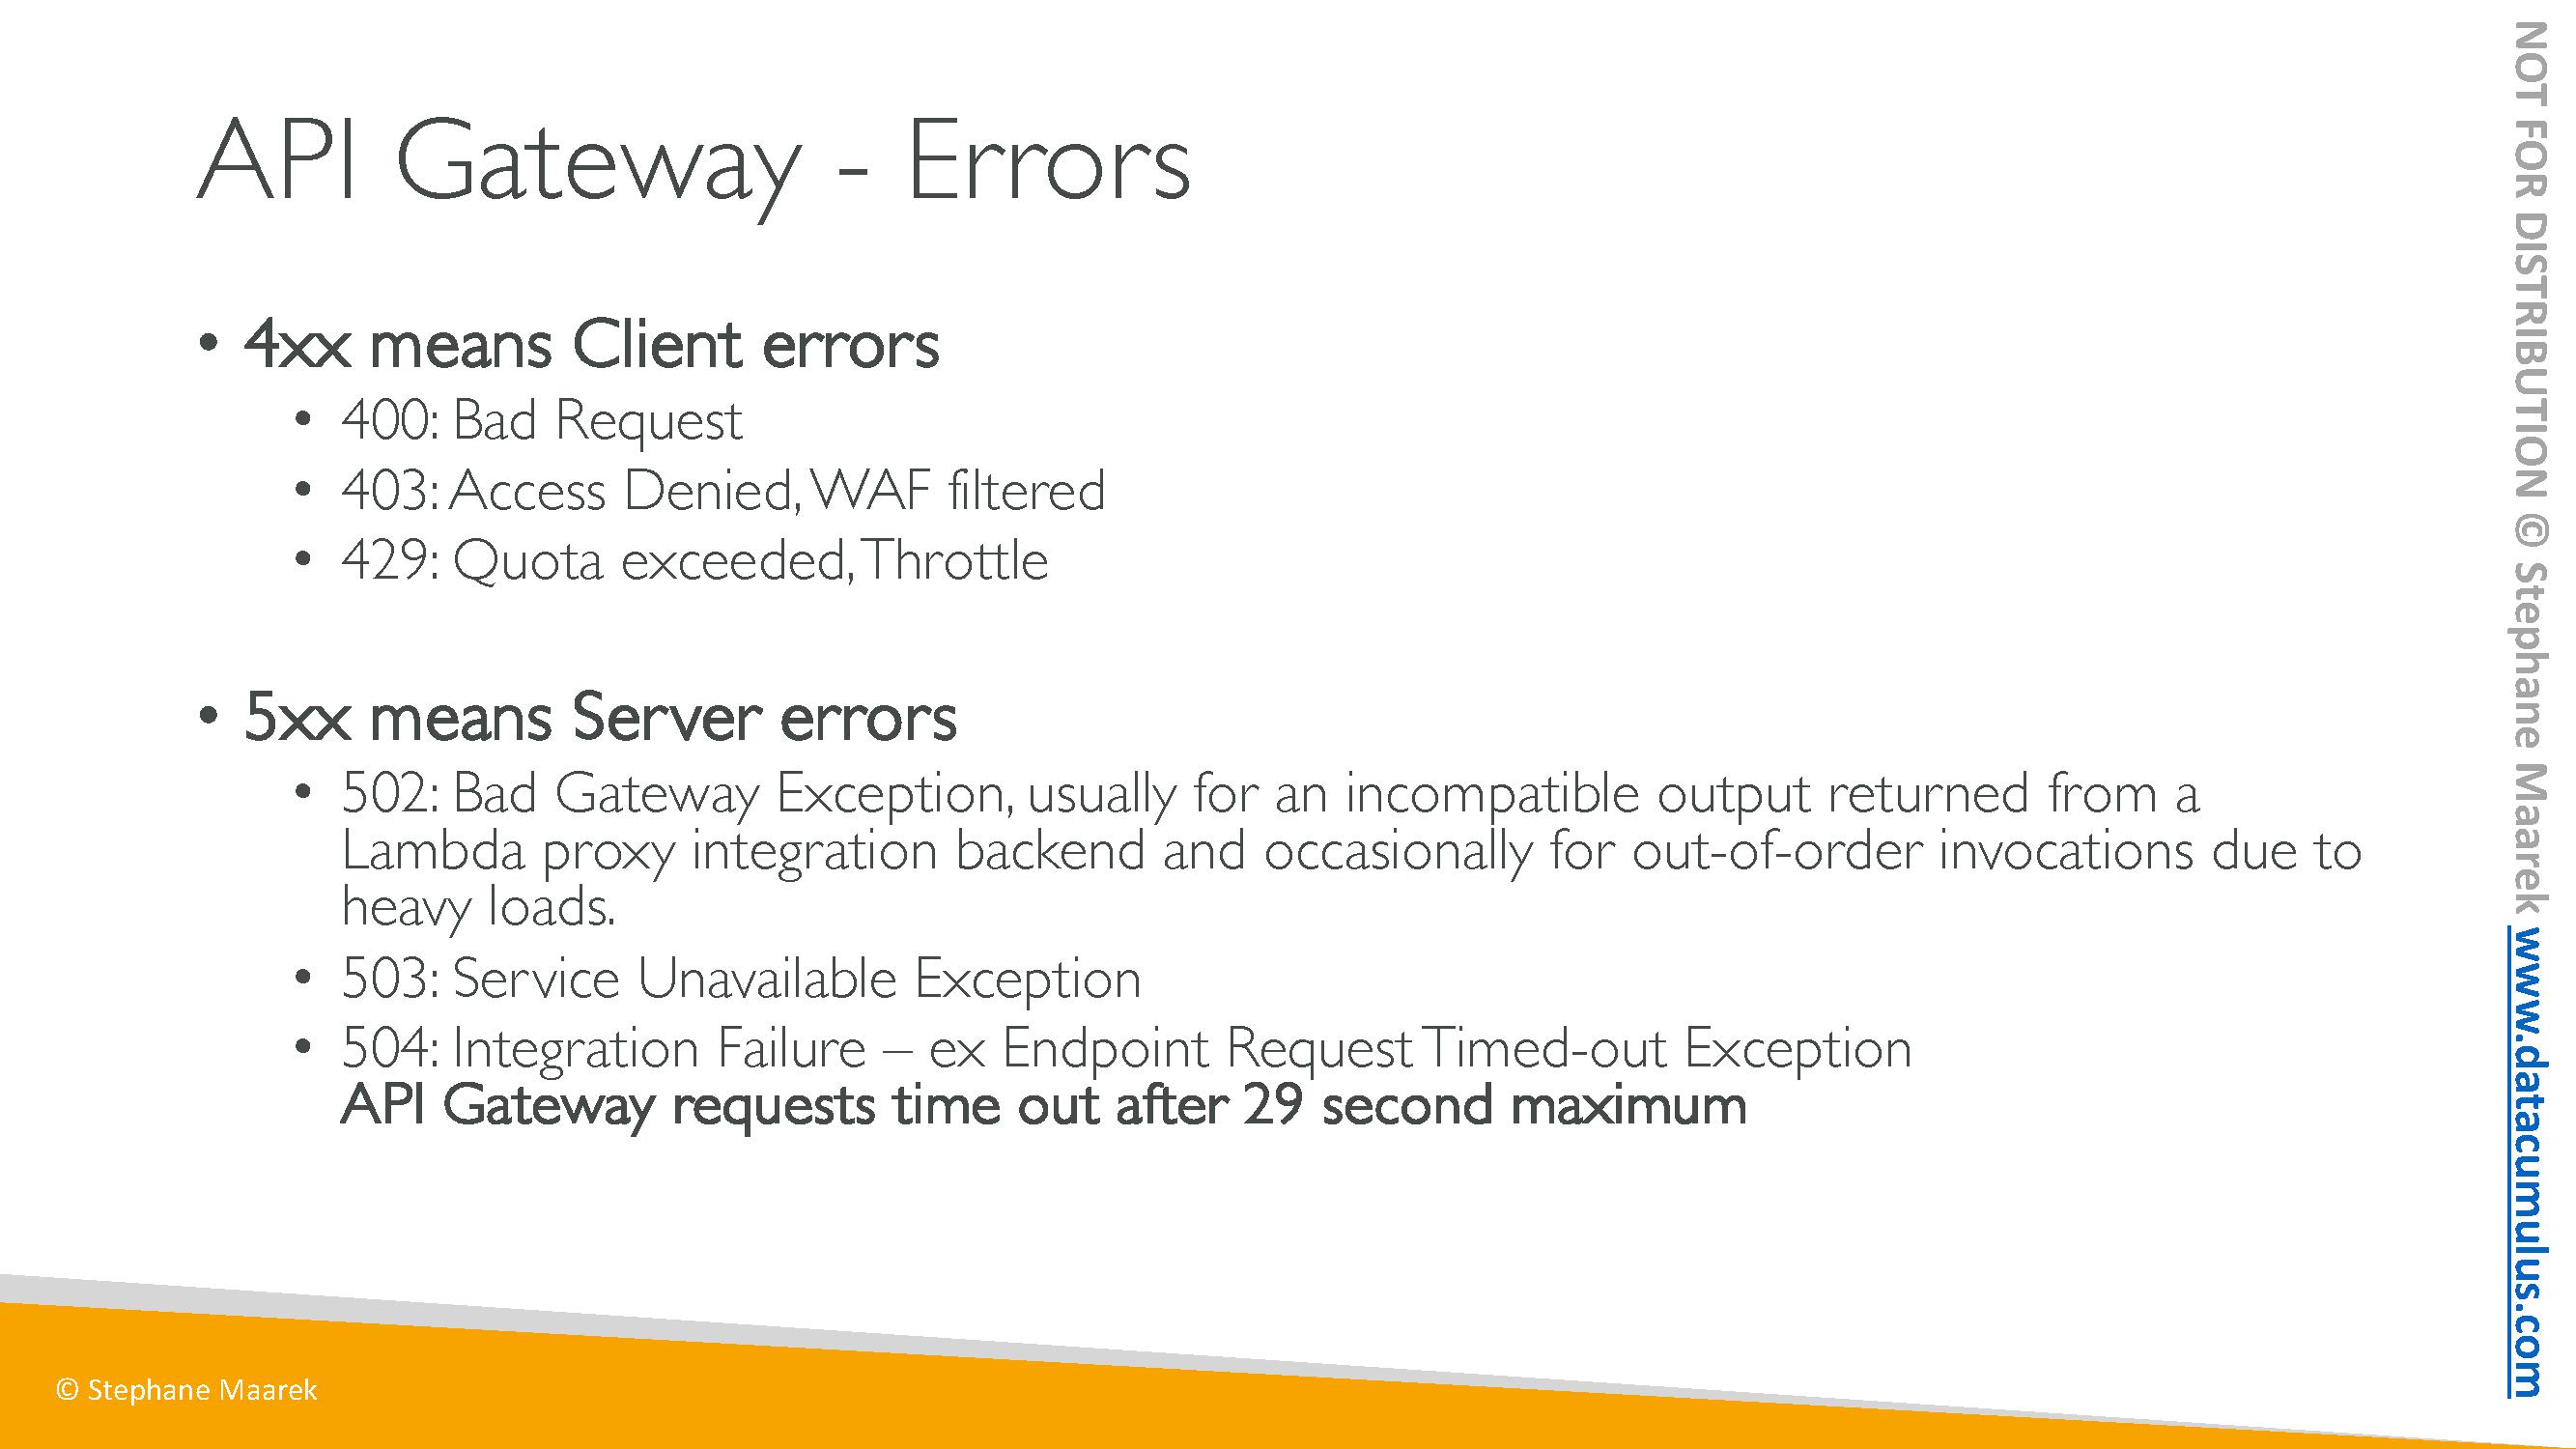 API Gateway - Errors
• 4xx means Client errors
• 400: Bad Request
• 403: Access Denied, WAF filtered
• 429: Quota exceeded, Throttle
• 5xx means Server errors
• 502: Bad Gateway Exception, usually for an incompatible output returned from a
Lambda proxy integration backend and occasionally for out-of-order invocations due to
heavy loads.
• 503: Service Unavailable Exception
• 504: Integration Failure – ex Endpoint Request Timed-out Exception
API Gateway requests time out after 29 second maximum
© Stephane Maarek
NOT FOR DISTRIBUTION © Stephane Maarek www.datacumulus.com